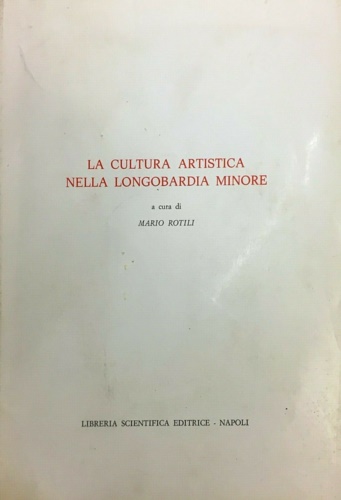 LA CULTURA ARTISTICA
NELLA LONGOBARDIA MINORE
a cura di
MARIO ROTILI
LIBRERIA SCIENTIFICA EDITRICE - NAPOLI